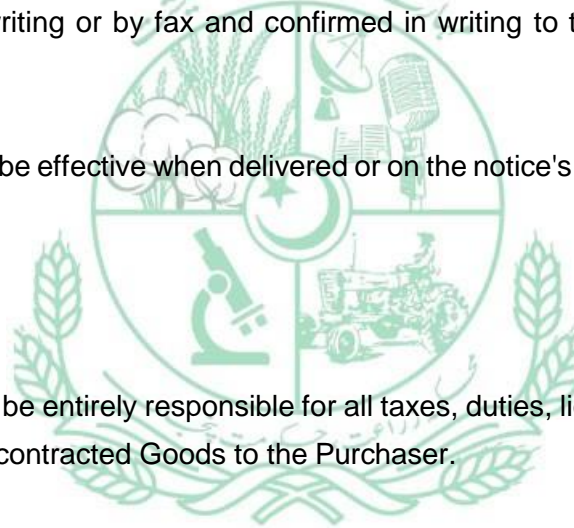 riting or by fax and confirmed in writing to t
be effective when delivered or on the notice's
be entirely responsible for all taxes, duties, li
contracted Goods to the Purchaser.